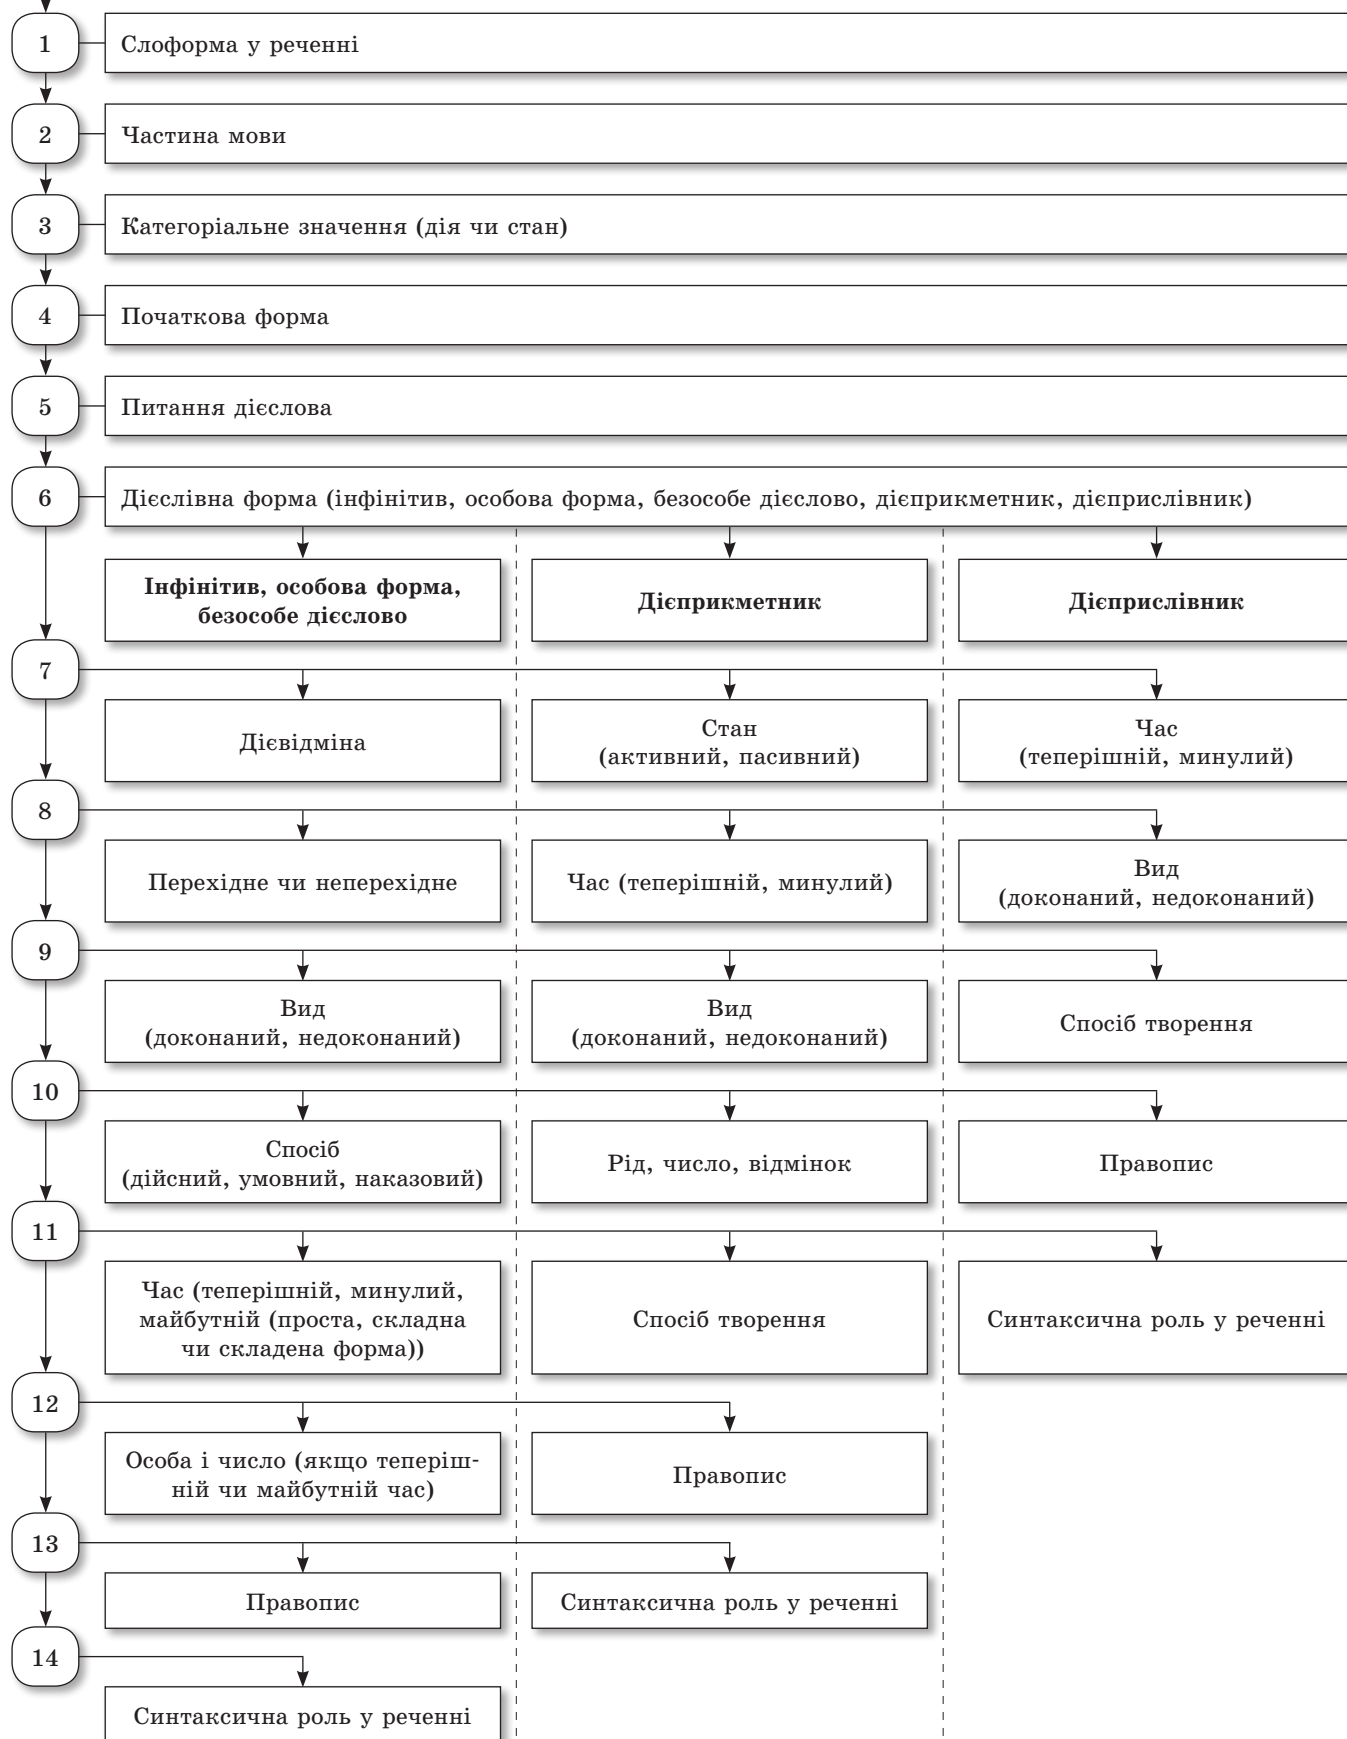 1
Слоформа у реченні
2
Частина мови
3
Категоріальне значення (дія чи стан)
4
Початкова форма
5
Питання дієслова
6
Дієслівна форма (інфінітив, особова форма, безособе дієслово, дієприкметник, дієприслівник)
Інфінітив, особова форма,
безособе дієслово
Дієприкметник
Дієприслівник
7
Дієвідміна
Стан
(активний, пасивний)
Час
(теперішній, минулий)
8
Перехідне чи неперехідне
Час (теперішній, минулий)
Вид
(доконаний, недоконаний)
9
Вид
(доконаний, недоконаний)
Вид
(доконаний, недоконаний)
Спосіб творення
10
Спосіб
(дійсний, умовний, наказовий)
Рід, число, відмінок
Правопис
11
Час (теперішній, минулий,
майбутній (проста, складна
чи складена форма))
Спосіб творення
Синтаксична роль у реченні
12
Особа і число (якщо теперіш-
ній чи майбутній час)
Правопис
13
Правопис
Синтаксична роль у реченні
14
Синтаксична роль у реченні